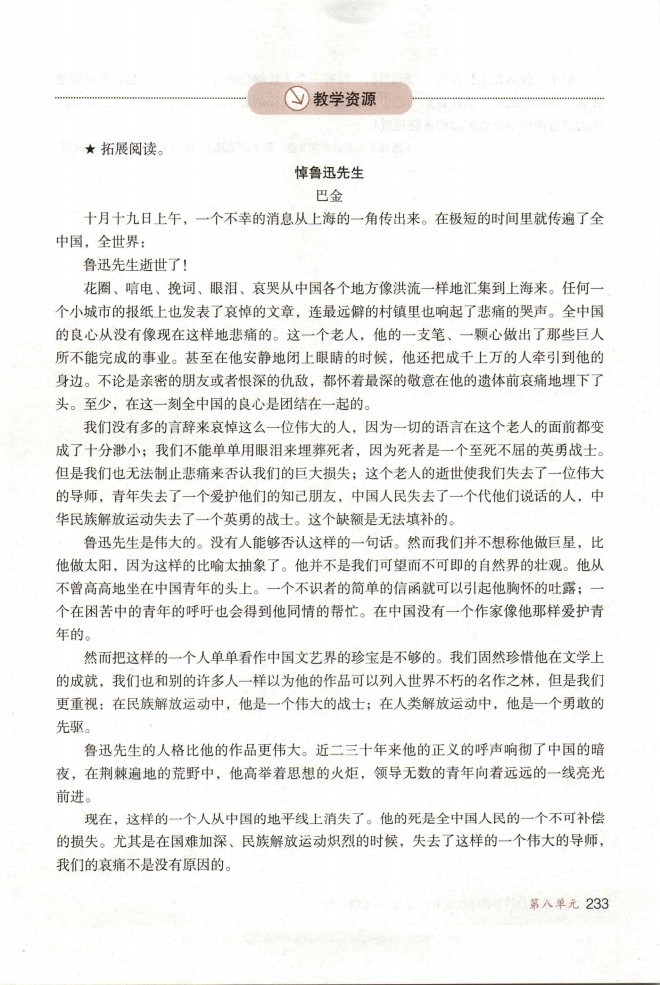 教学资源
★ 拓展阅读。
悼鲁迅先生
巴金
十月十九日上午，一个不幸的消息从上海的一角传出来。在极短的时间里就传遍了全
中国，全世界：
鲁迅先生逝世了！
花圈、唁电、挽词、眼泪、哀哭从中国各个地方像洪流一样地汇集到上海来。任何一
个小城市的报纸上也发表了哀悼的文章，连最远僻的村镇里也响起了悲痛的哭声。全中国
的良心从没有像现在这样地悲痛的。这一个老人，他的一支笔、一颗心做出了那些巨人
所不能完成的事业。甚至在他安静地闭上眼睛的时候，他还把成千上万的人牵引到他的
身边。不论是亲密的朋友或者恨深的仇敌，都怀着最深的敬意在他的遗体前哀痛地埋下了
头。至少，在这一刻全中国的良心是团结在一起的。
我们没有多的言辞来哀悼这么一位伟大的人，因为一切的语言在这个老人的面前都变
成了十分渺小；我们不能单单用眼泪来埋葬死者，因为死者是一个至死不屈的英勇战士。
但是我们也无法制止悲痛来否认我们的巨大损失；这个老人的逝世使我们失去了一位伟大
的导师，青年失去了一个爱护他们的知己朋友，中国人民失去了一个代他们说话的人，中
华民族解放运动失去了一个英勇的战士。这个缺额是无法填补的。
鲁迅先生是伟大的。没有人能够否认这样的一句话。然而我们并不想称他做巨星，比
他做太阳，因为这样的比喻太抽象了。他并不是我们可望而不可即的自然界的壮观。他从
不曾高高地坐在中国青年的头上。一个不识者的简单的信函就可以引起他胸怀的吐露；一
个在困苦中的青年的呼吁也会得到他同情的帮忙。在中国没有一个作家像他那样爱护青
年的。
然而把这样的一个人单单看作中国文艺界的珍宝是不够的。我们固然珍惜他在文学上
的成就，我们也和别的许多人一样以为他的作品可以列入世界不朽的名作之林，但是我们
更重视：在民族解放运动中，他是一个伟大的战士；在人类解放运动中，他是一个勇敢的
先驱。
鲁迅先生的人格比他的作品更伟大。近二三十年来他的正义的呼声响彻了中国的暗
夜，在荆棘遍地的荒野中，他高举着思想的火炬，领导无数的青年向着远远的一线亮光
前进。
现在，这样的一个人从中国的地平线上消失了。他的死是全中国人民的一个不可补偿
的损失。尤其是在国难加深、民族解放运动炽烈的时候，失去了这样的一个伟大的导师，
我们的哀痛不是没有原因的。
第八单元 233